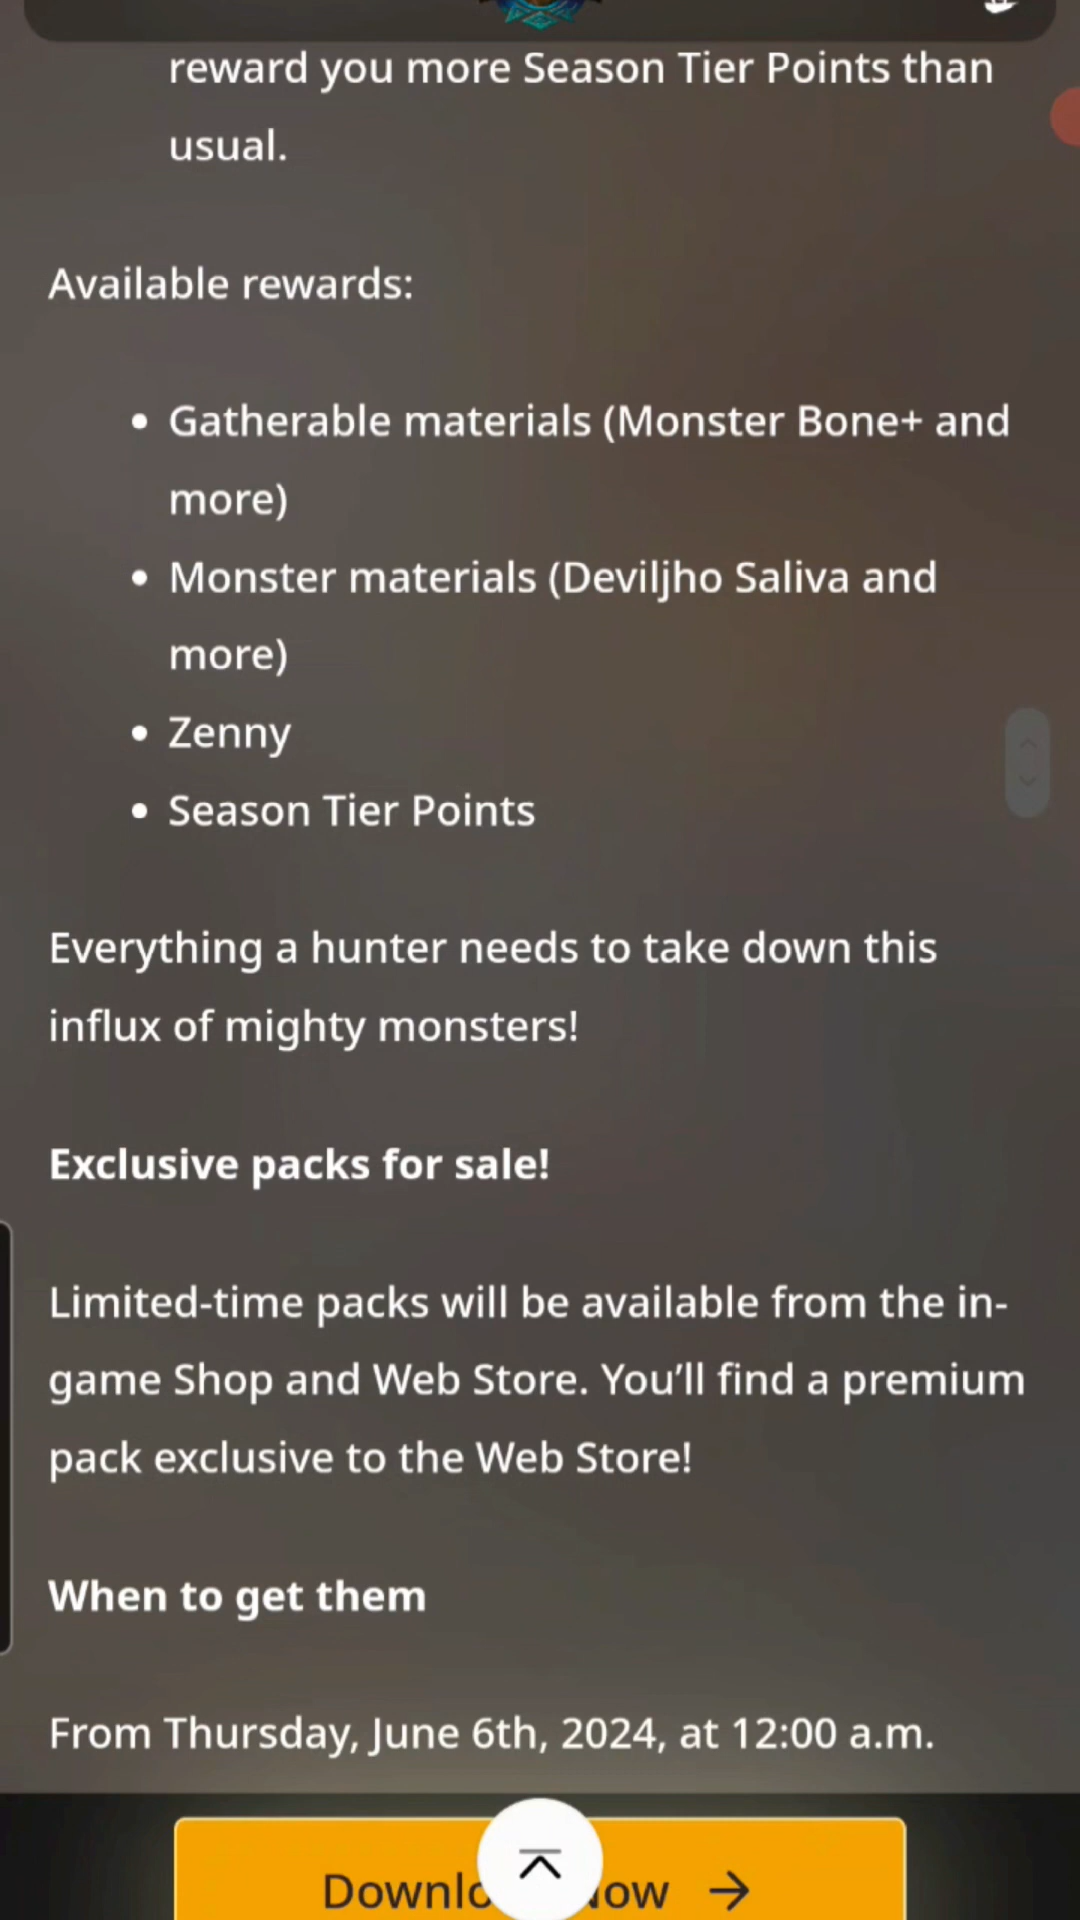 reward you more Season Tier Points than
usual.
Available rewards:
• Gatherable materials (Monster Bone+ and
more)
• Monster materials (Deviljho Saliva and
more)
• Zenny
• Season Tier Points
Everything a hunter needs to take down this
influx of mighty monsters!
Exclusive packs for sale!
Limited-time packs will be available from the in-
game Shop and Web Store. You’ll find a premium
pack exclusive to the Web Store!
When to get them
From Thursday, June 6th, 2024, at 12:00 a.m.